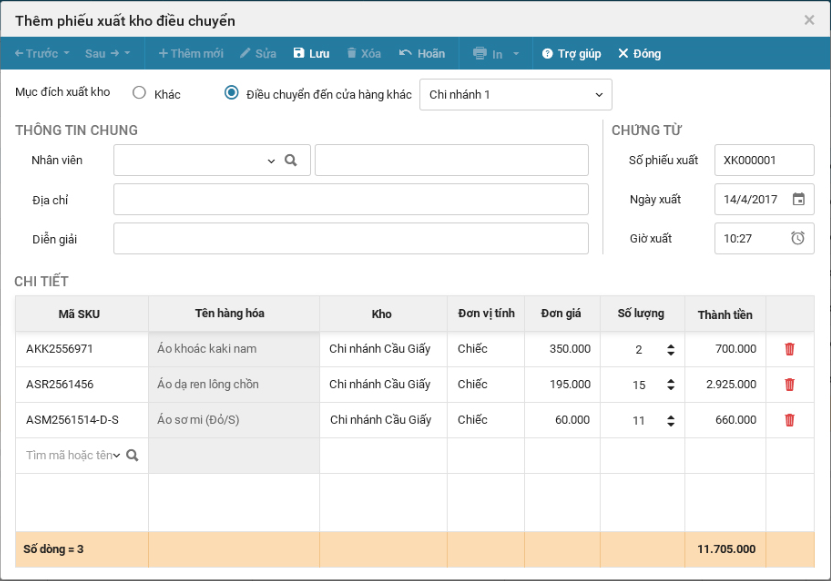 Thêm phiếu xuất kho điều chuyển
Trước Sau Thêm mới Sửa Lưu Xóa Hoãn In Trợ giúp Đóng
Mục đích xuất kho Khác Điều chuyển đến cửa hàng khác Chi nhánh 1
THÔNG TIN CHUNG CHỨNG TỪ
Nhân viên Số phiếu xuất XK000001
Địa chỉ Ngày xuất 14/4/2017
Diễn giải Giờ xuất 10:27
CHI TIẾT
Mã SKU Tên hàng hóa Kho Đơn vị tính Đơn giá Số lượng Thành tiền
AKK2556971 Áo khoác kaki nam Chi nhánh Cầu Giấy Chiếc 350.000 2 700.000
ASR2561456 Áo dạ ren lông chồn Chi nhánh Cầu Giấy Chiếc 195.000 15 2.925.000
ASM2561514-D-S Áo sơ mi (Đỏ/S) Chi nhánh Cầu Giấy Chiếc 60.000 11 660.000
Tìm mã hoặc tên
Số dòng = 3 11.705.000